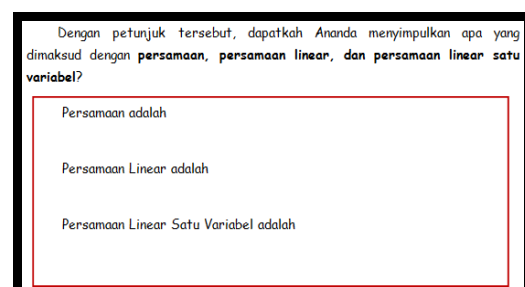 Dengan petunjuk tersebut, dapatkah Ananda menyimpulkan apa yang
dimaksud dengan persamaan, persamaan linear, dan persamaan linear satu
variabel?
Persamaan adalah
Persamaan Linear adalah
Persamaan Linear Satu Variabel adalah